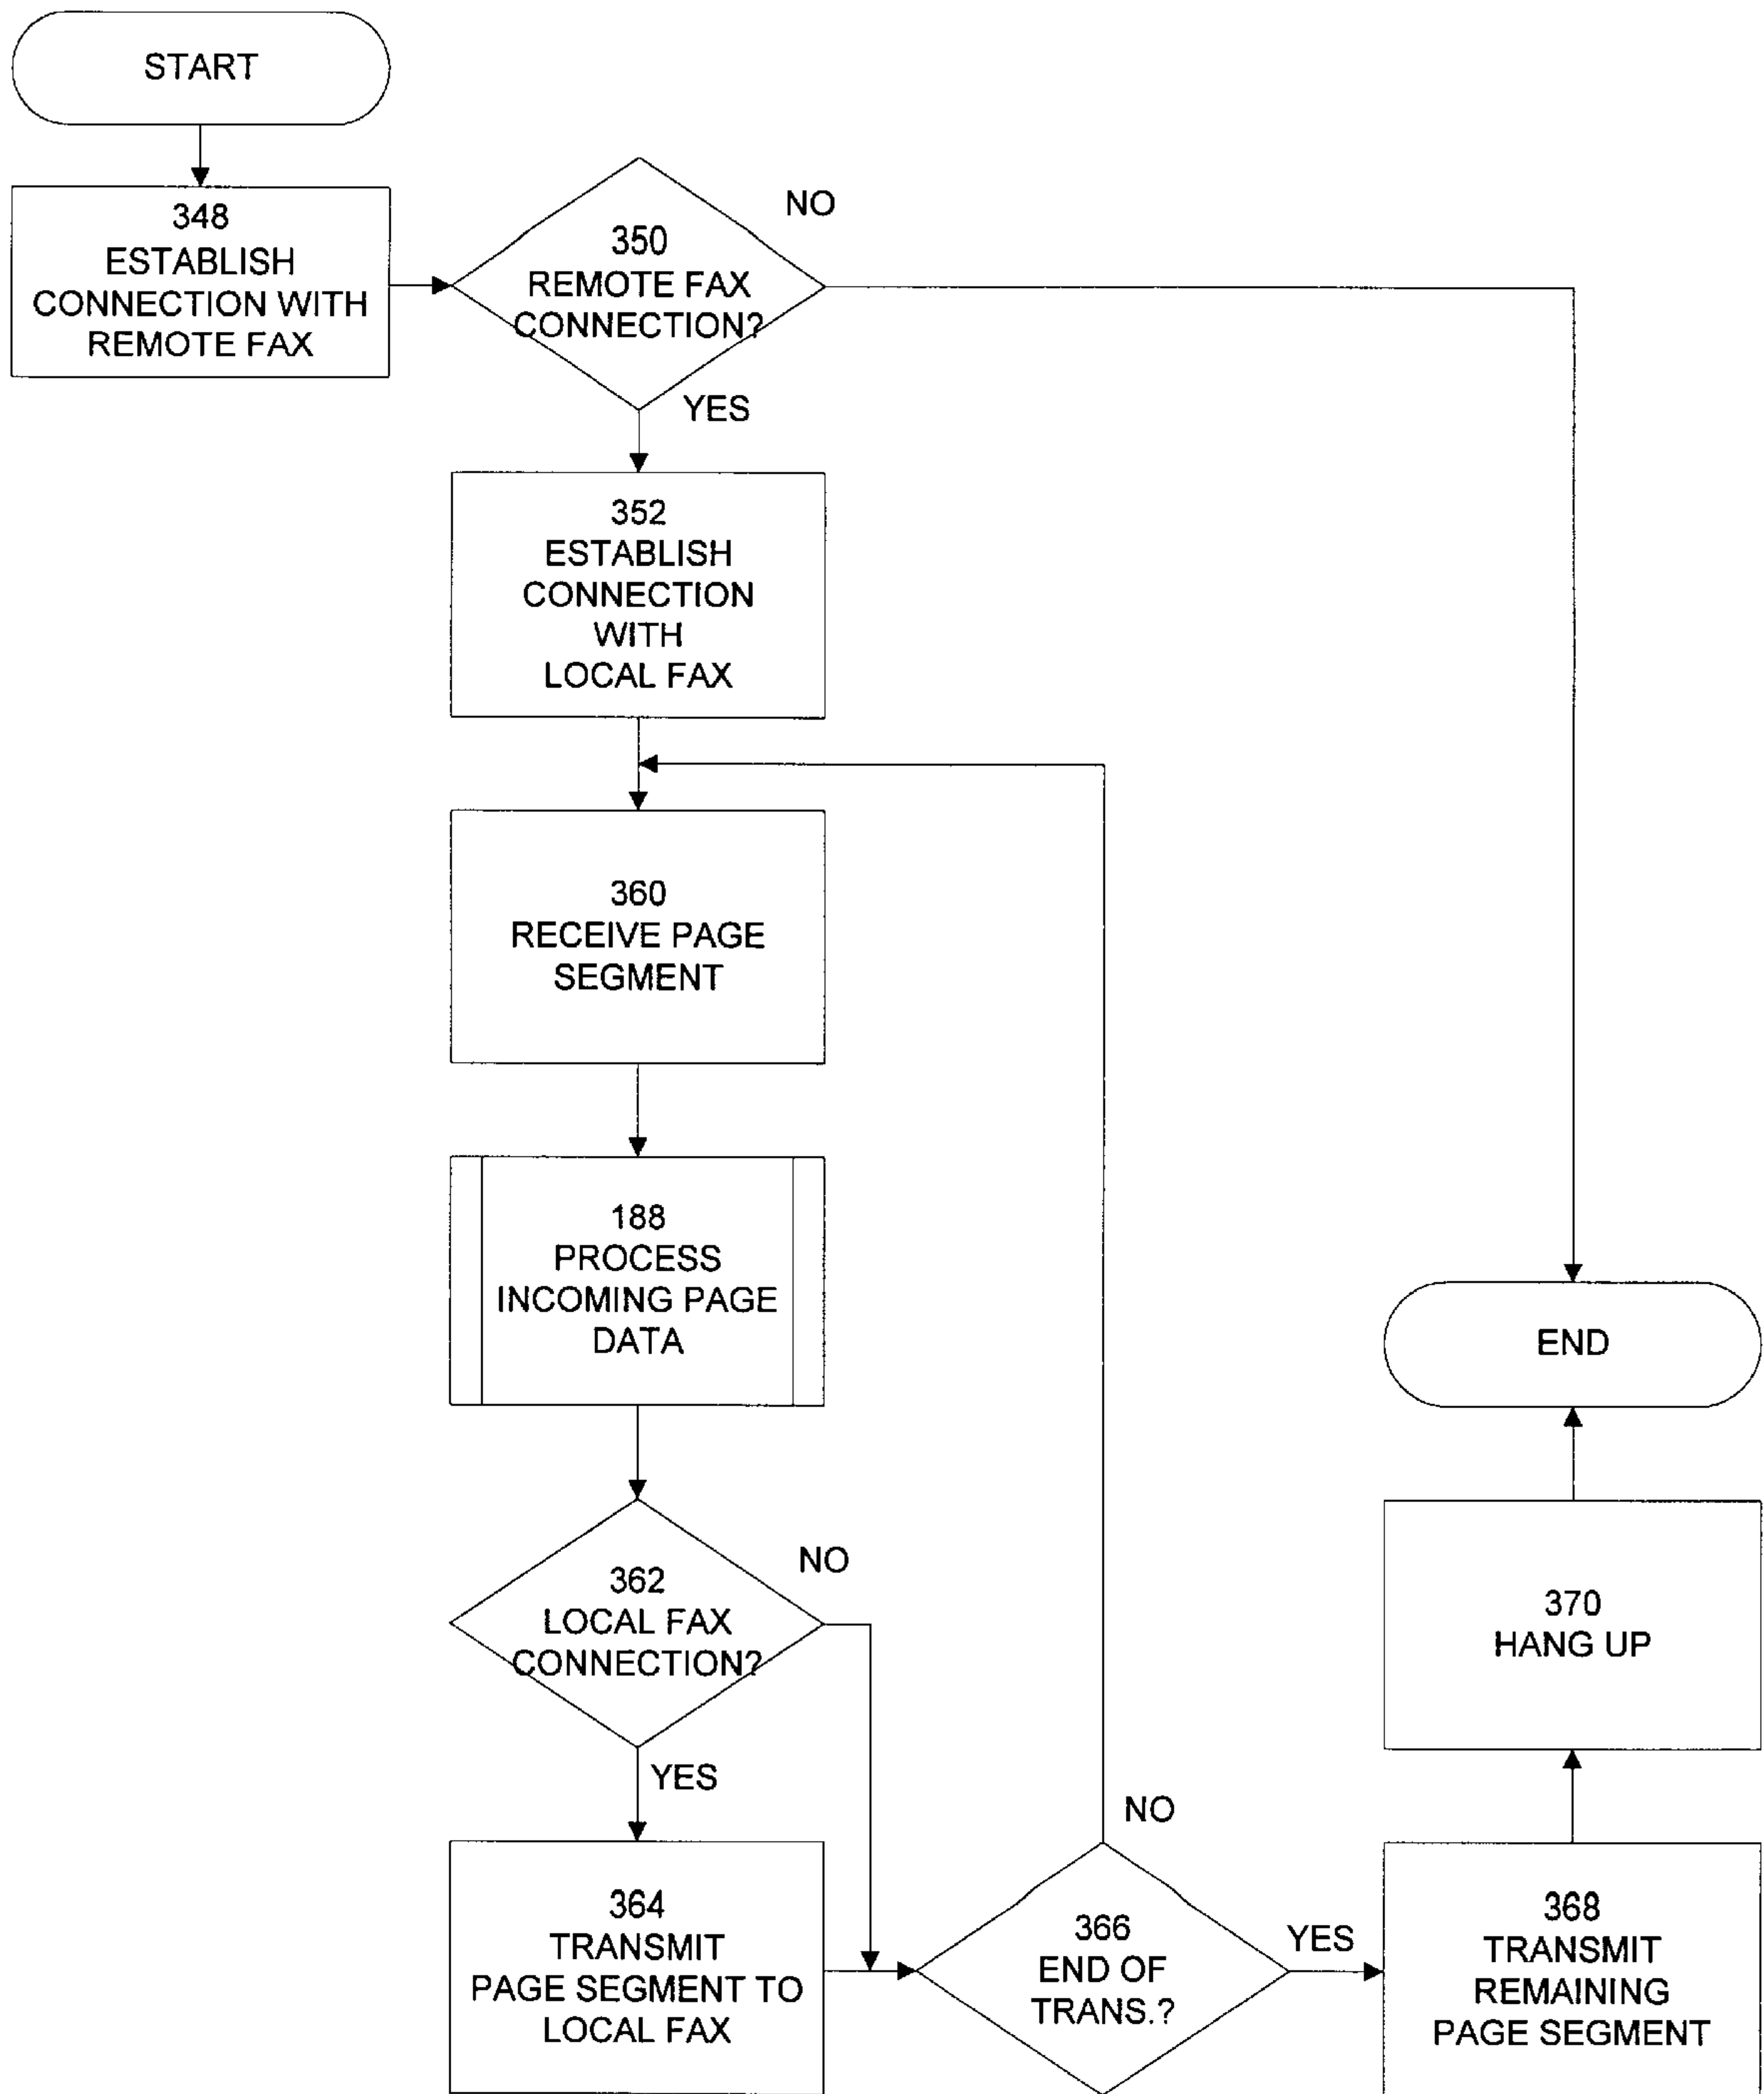 START
348
ESTABLISH
CONNECTION WITH
REMOTE FAX
350
REMOTE FAX
CONNECTION?
NO
YES
352
ESTABLISH
CONNECTION
WITH
LOCAL FAX
360
RECEIVE PAGE
SEGMENT
188
PROCESS
INCOMING PAGE
DATA
362
LOCAL FAX
CONNECTION?
NO
YES
364
TRANSMIT
PAGE SEGMENT TO
LOCAL FAX
366
END OF
TRANS.?
NO
YES
368
TRANSMIT
REMAINING
PAGE SEGMENT
370
HANG UP
END